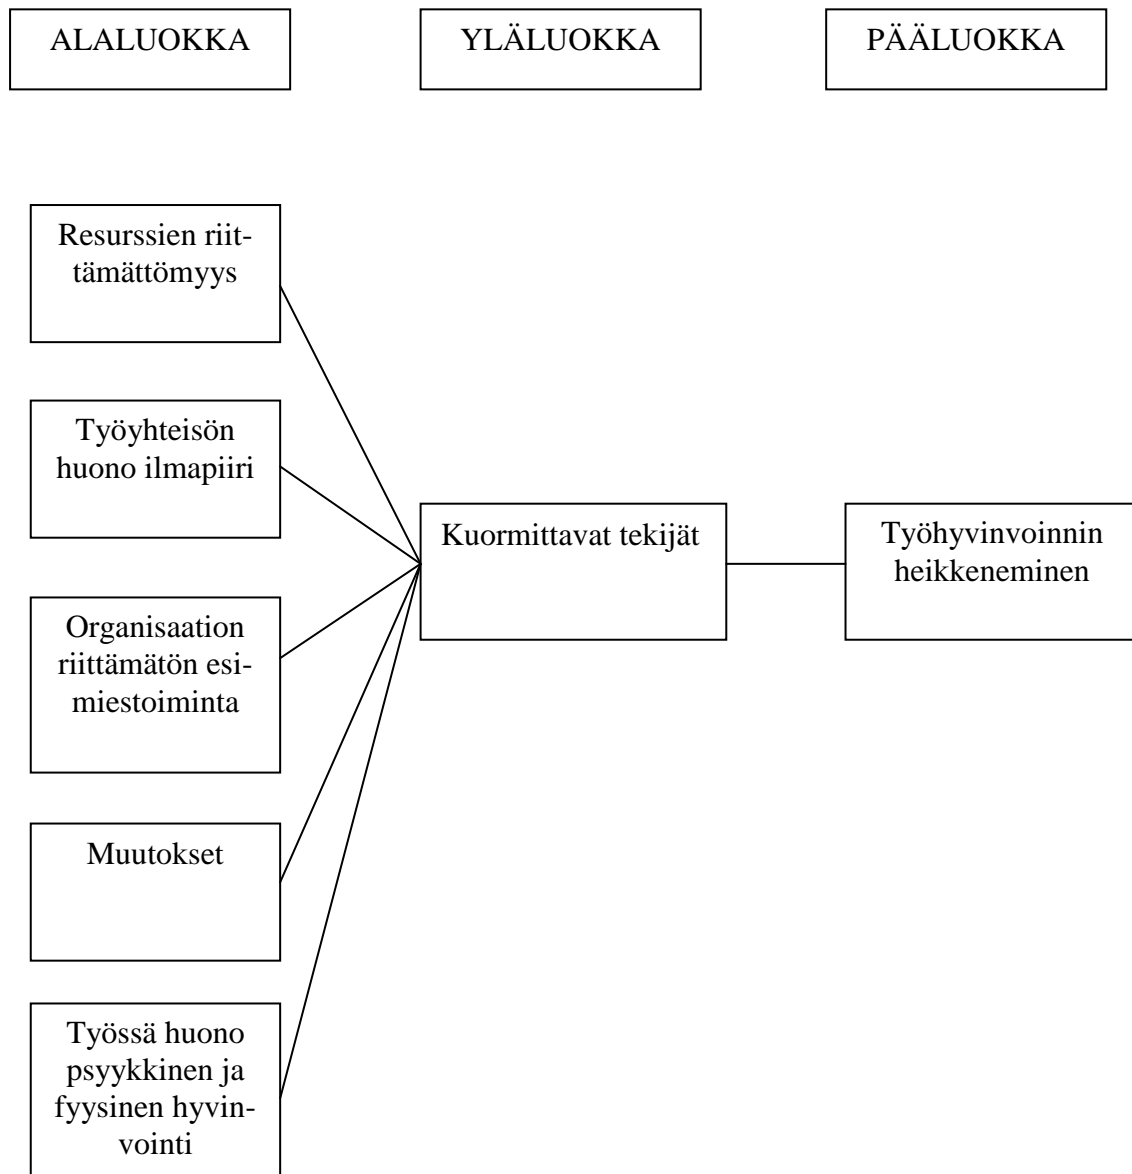 ALALUOKKA
YLÄLUOKKA
PÄÄLUOKKA
Resurssien riit-
tämättömyys
Työyhteisön
huono ilmapiiri
Organisaation
riittämätön esi-
miestoiminta
Muutokset
Työssä huono
psyykkinen ja
fyysinen hyvin-
vointi
Kuormittavat tekijät
Työhyvinvoinnin
heikkeneminen